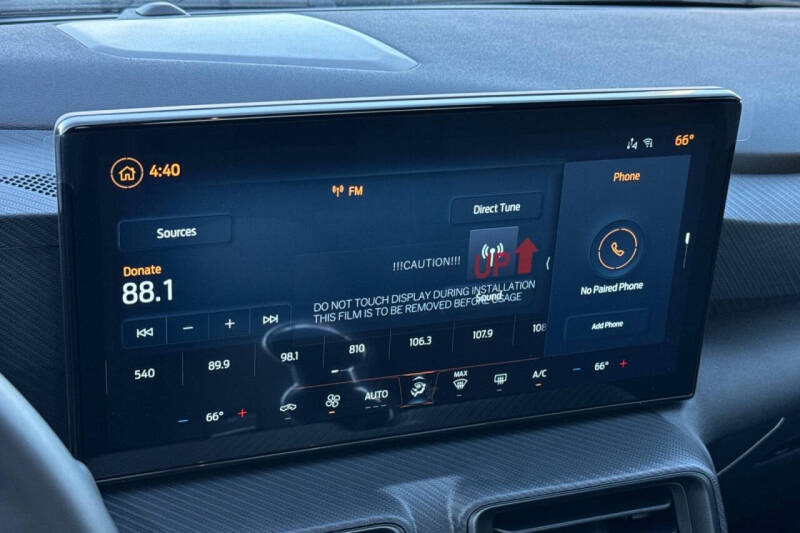 4:40
66°
FM
Phone
Direct Tune
Sources
!!!CAUTION!!!
UP
Donate
88.1
DO NOT TOUCH DISPLAY DURING INSTALLATION
THIS FILM IS TO BE REMOVED BEFORE USAGE
Sound
No Paired Phone
Add Phone
540
89.9
98.1
810
106.3
107.9
108
66°
AUTO
MAX
A/C
66°